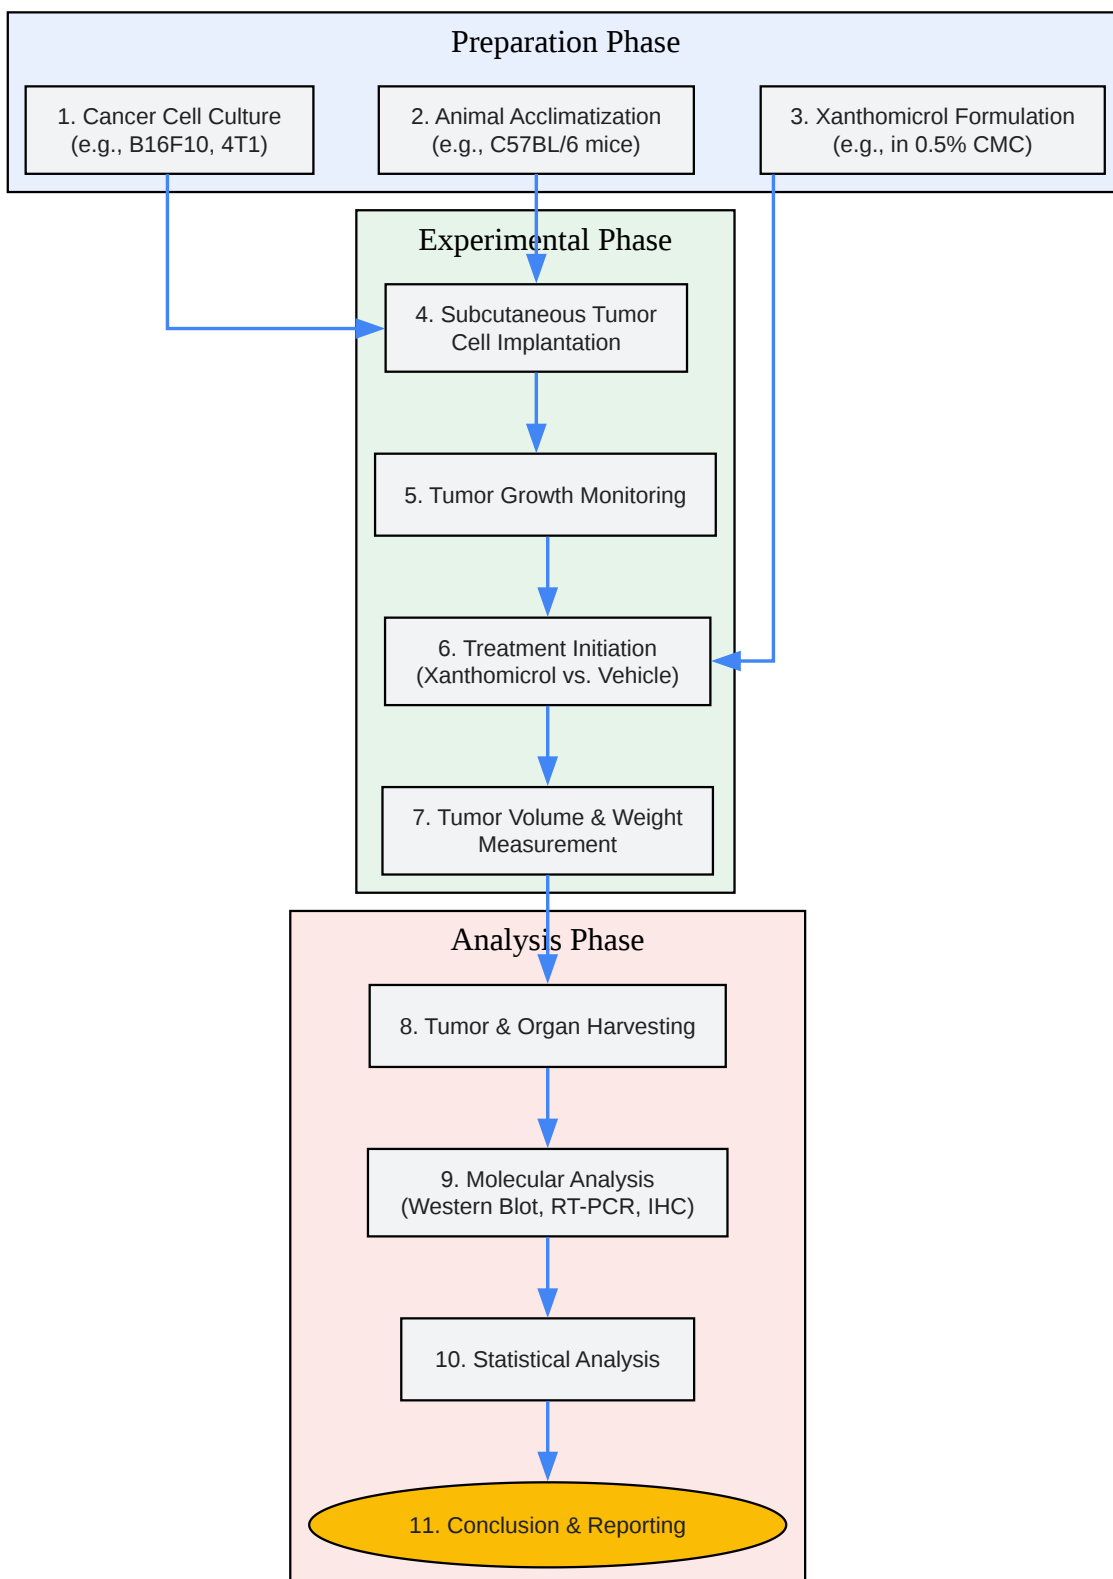 Preparation Phase
1. Cancer Cell Culture
(e.g., B16F10, 4T1)
2. Animal Acclimatization
(e.g., C57BL/6 mice)
3. Xanthomicrol Formulation
(e.g., in 0.5% CMC)
Experimental Phase
4. Subcutaneous Tumor
Cell Implantation
5. Tumor Growth Monitoring
6. Treatment Initiation
(Xanthomicrol vs. Vehicle)
7. Tumor Volume & Weight
Measurement
Analysis Phase
8. Tumor & Organ Harvesting
9. Molecular Analysis
(Western Blot, RT-PCR, IHC)
10. Statistical Analysis
11. Conclusion & Reporting